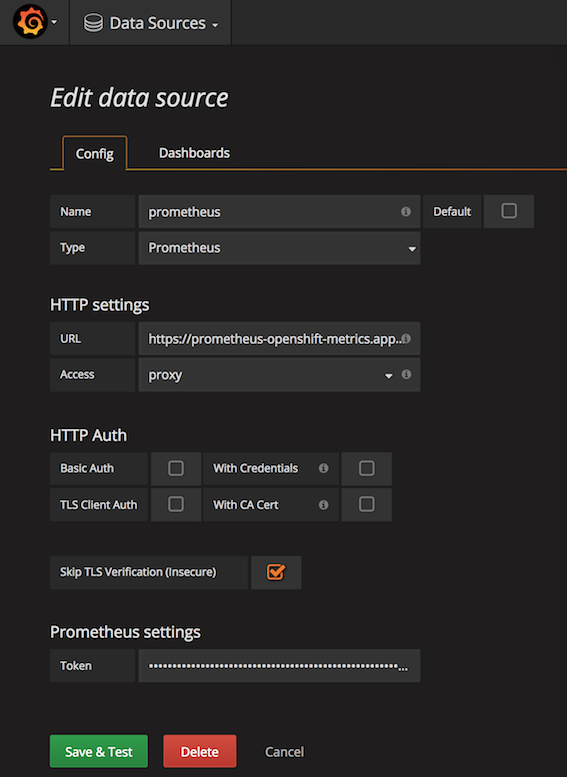 Data Sources
Edit data source
Config Dashboards
Name prometheus Default
Type Prometheus
HTTP settings
URL https://prometheus-openshift-metrics.app...
Access proxy
HTTP Auth
Basic Auth With Credentials
TLS Client Auth With CA Cert
Skip TLS Verification (Insecure)
Prometheus settings
Token ••••••••••••••••••••••••••••••••••••••••••••••••••...
Save & Test Delete Cancel